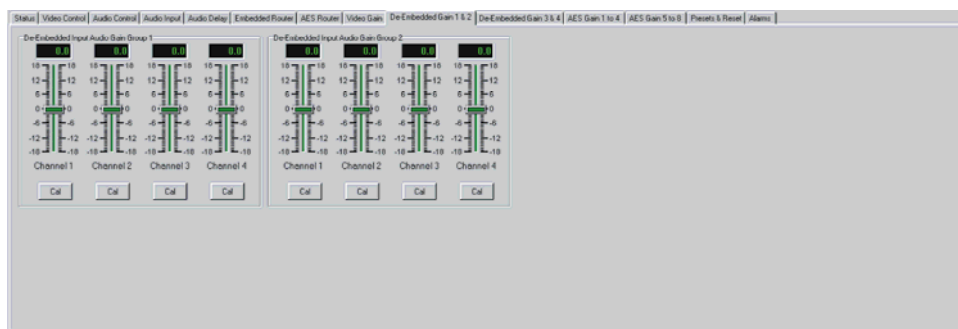 Status Video Control Audio Control Audio Input Audio Delay Embedded Router AES Router Video Gain De-Embedded Gain 1 & 2 De-Embedded Gain 3 & 4 AES Gain 1 to 4 AES Gain 5 to 8 Presets & Reset Alarms
De-Embedded Input Audio Gain Group 1 De-Embedded Input Audio Gain Group 2
0.0 0.0 0.0 0.0 0.0 0.0 0.0 0.0
18 18 18 18 18 18 18 18 18 18 18 18 18 18 18 18
12 12 12 12 12 12 12 12 12 12 12 12 12 12 12 12
6 6 6 6 6 6 6 6 6 6 6 6 6 6 6 6
0 0 0 0 0 0 0 0 0 0 0 0 0 0 0 0
-6 -6 -6 -6 -6 -6 -6 -6 -6 -6 -6 -6 -6 -6 -6 -6
-12 -12 -12 -12 -12 -12 -12 -12 -12 -12 -12 -12 -12 -12 -12 -12
-18 -18 -18 -18 -18 -18 -18 -18 -18 -18 -18 -18 -18 -18 -18 -18
Channel 1 Channel 2 Channel 3 Channel 4 Channel 1 Channel 2 Channel 3 Channel 4
Cal Cal Cal Cal Cal Cal Cal Cal